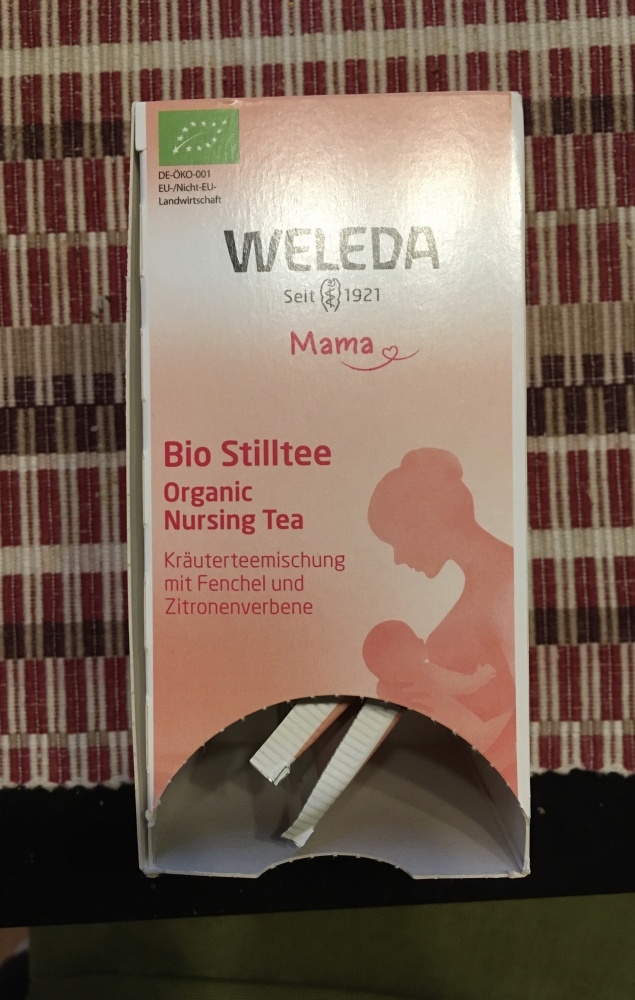 DE-ÖKO-001
EU-/Nicht-EU-
Landwirtschaft
WELEDA
Seit 1921
Mama
Bio Stilltee
Organic
Nursing Tea
Kräuterteemischung
mit Fenchel und
Zitronenverbene